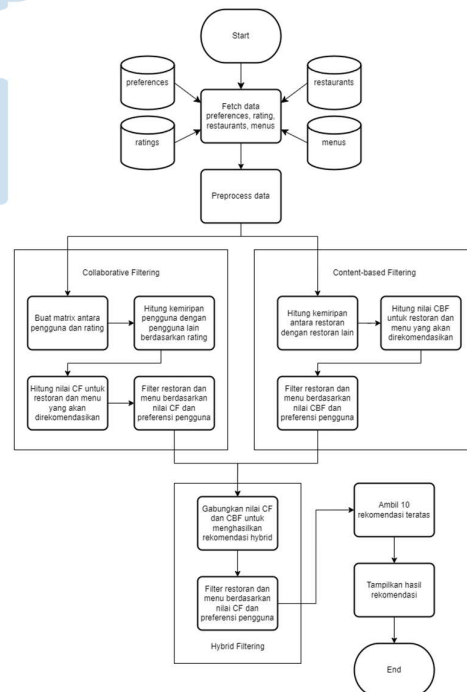 Start
preferences
restaurants
Fetch data
preferences, rating,
restaurants, menus
ratings
menus
Preprocess data
Collaborative Filtering
Buat matrix antara
pengguna dan rating
Hitung kemiripan
pengguna dengan
pengguna lain
berdasarkan rating
Hitung nilai CF untuk
restoran dan menu
yang akan
direkomendasikan
Filter restoran dan
menu berdasarkan
nilai CF dan
preferensi pengguna
Content-based Filtering
Hitung kemiripan
antara restoran
dengan restoran lain
Hitung nilai CBF
untuk restoran dan
menu yang akan
direkomendasikan
Filter restoran dan
menu berdasarkan
nilai CBF dan
preferensi pengguna
Gabungkan nilai CF
dan CBF untuk
menghasilkan
rekomendasi hybrid
Filter restoran dan
menu berdasarkan
nilai CF dan
preferensi pengguna
Hybrid Filtering
Ambil 10
rekomendasi teratas
Tampilkan hasil
rekomendasi
End